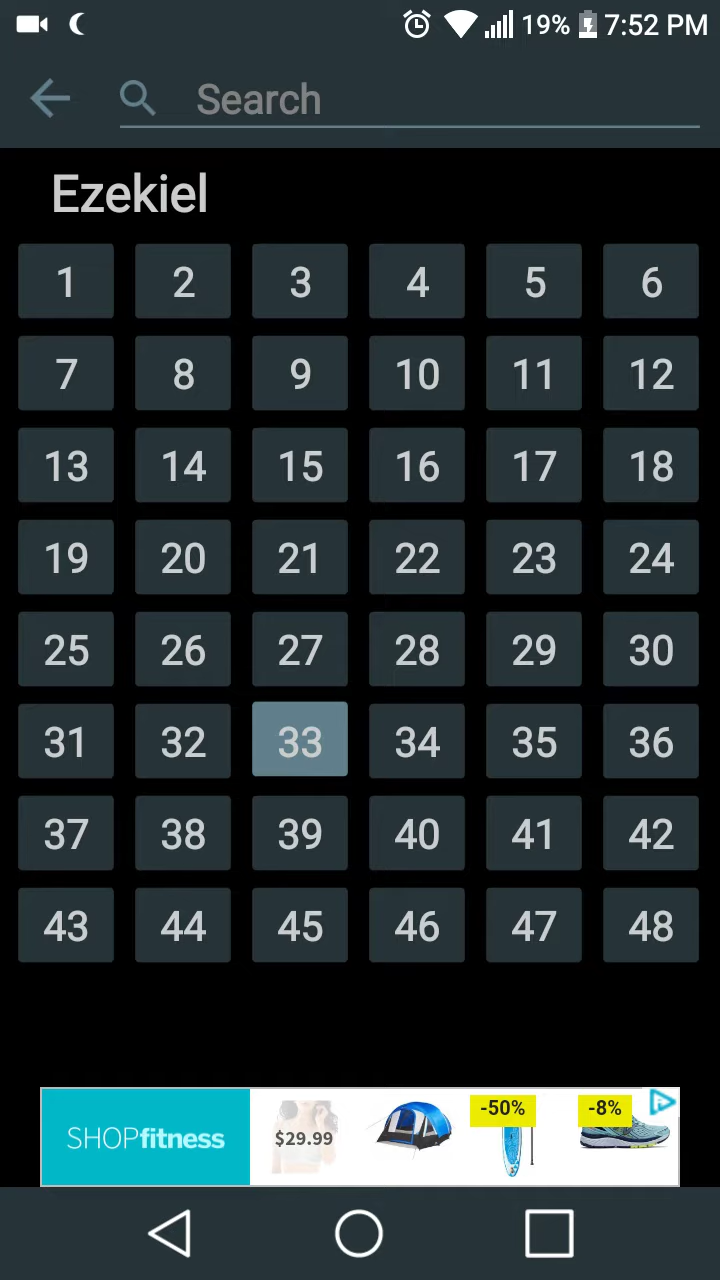 19% 7:52 PM
Search
Ezekiel
1 2 3 4 5 6
7 8 9 10 11 12
13 14 15 16 17 18
19 20 21 22 23 24
25 26 27 28 29 30
31 32 33 34 35 36
37 38 39 40 41 42
43 44 45 46 47 48
-50% -8%
SHOPfitness $29.99